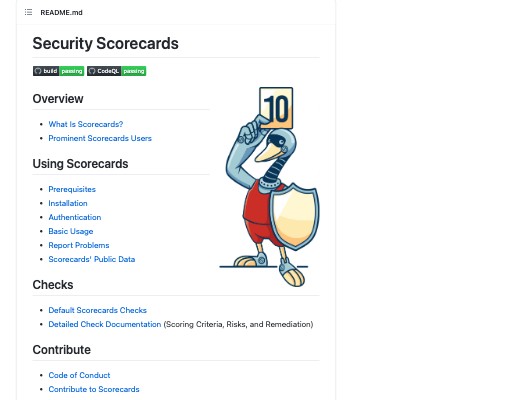 README.md
Security Scorecards
build passing CodeQL passing
10
Overview
What Is Scorecards?
Prominent Scorecards Users
Using Scorecards
Prerequisites
Installation
Authentication
Basic Usage
Report Problems
Scorecards' Public Data
Checks
Default Scorecards Checks
Detailed Check Documentation (Scoring Criteria, Risks, and Remediation)
Contribute
Code of Conduct
Contribute to Scorecards